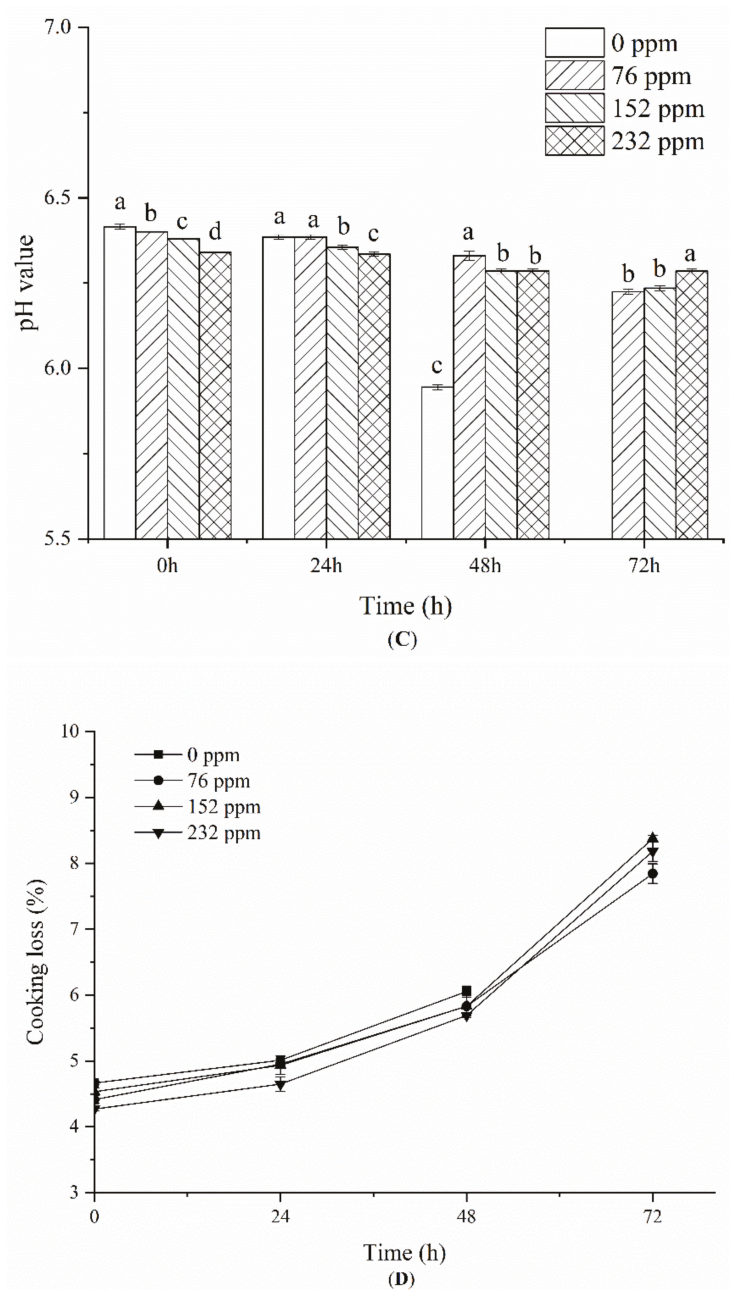 7.0
0 ppm
76 ppm
152 ppm
232 ppm
6.5
a b c d
a a b c
a b b
a
b b
pH value
6.0
c
5.5
0h 24h 48h 72h
Time (h)
(C)
10
0 ppm
76 ppm
152 ppm
232 ppm
9
8
7
Cooking loss (%)
6
5
4
3
0 24 48 72
Time (h)
(D)